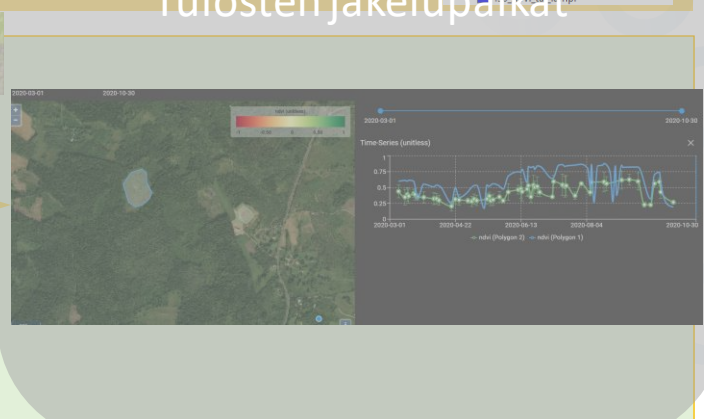 Tulosten jakelupaikat
2020-03-01 2020-10-30
ndvi (unitless)
2020-03-01 2020-10-30
Time-Series (unitless)
1
0.75
0.5
0.25
0
2020-03-01 2020-04-22 2020-06-13 2020-08-04 2020-10-30
ndvi (Polygon 2) ndvi (Polygon 1)